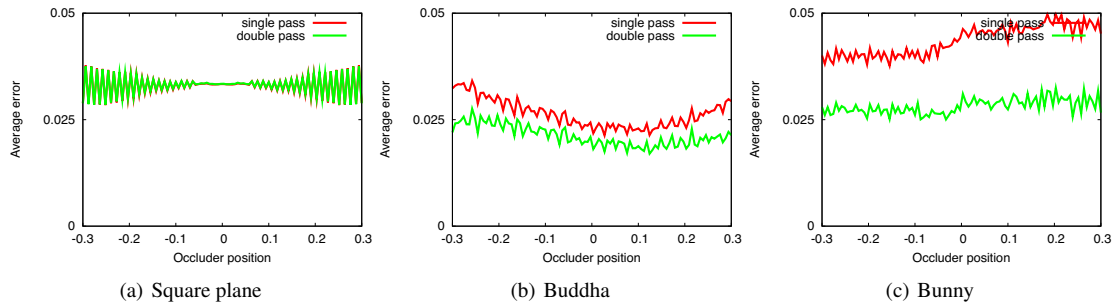 0.05
0.025
0
Average error
-0.3 -0.2 -0.1 0 0.1 0.2 0.3
Occluder position
single pass
double pass
(a) Square plane
0.05
0.025
0
Average error
-0.3 -0.2 -0.1 0 0.1 0.2 0.3
Occluder position
single pass
double pass
(b) Buddha
0.05
0.025
0
Average error
-0.3 -0.2 -0.1 0 0.1 0.2 0.3
Occluder position
single pass
double pass
(c) Bunny